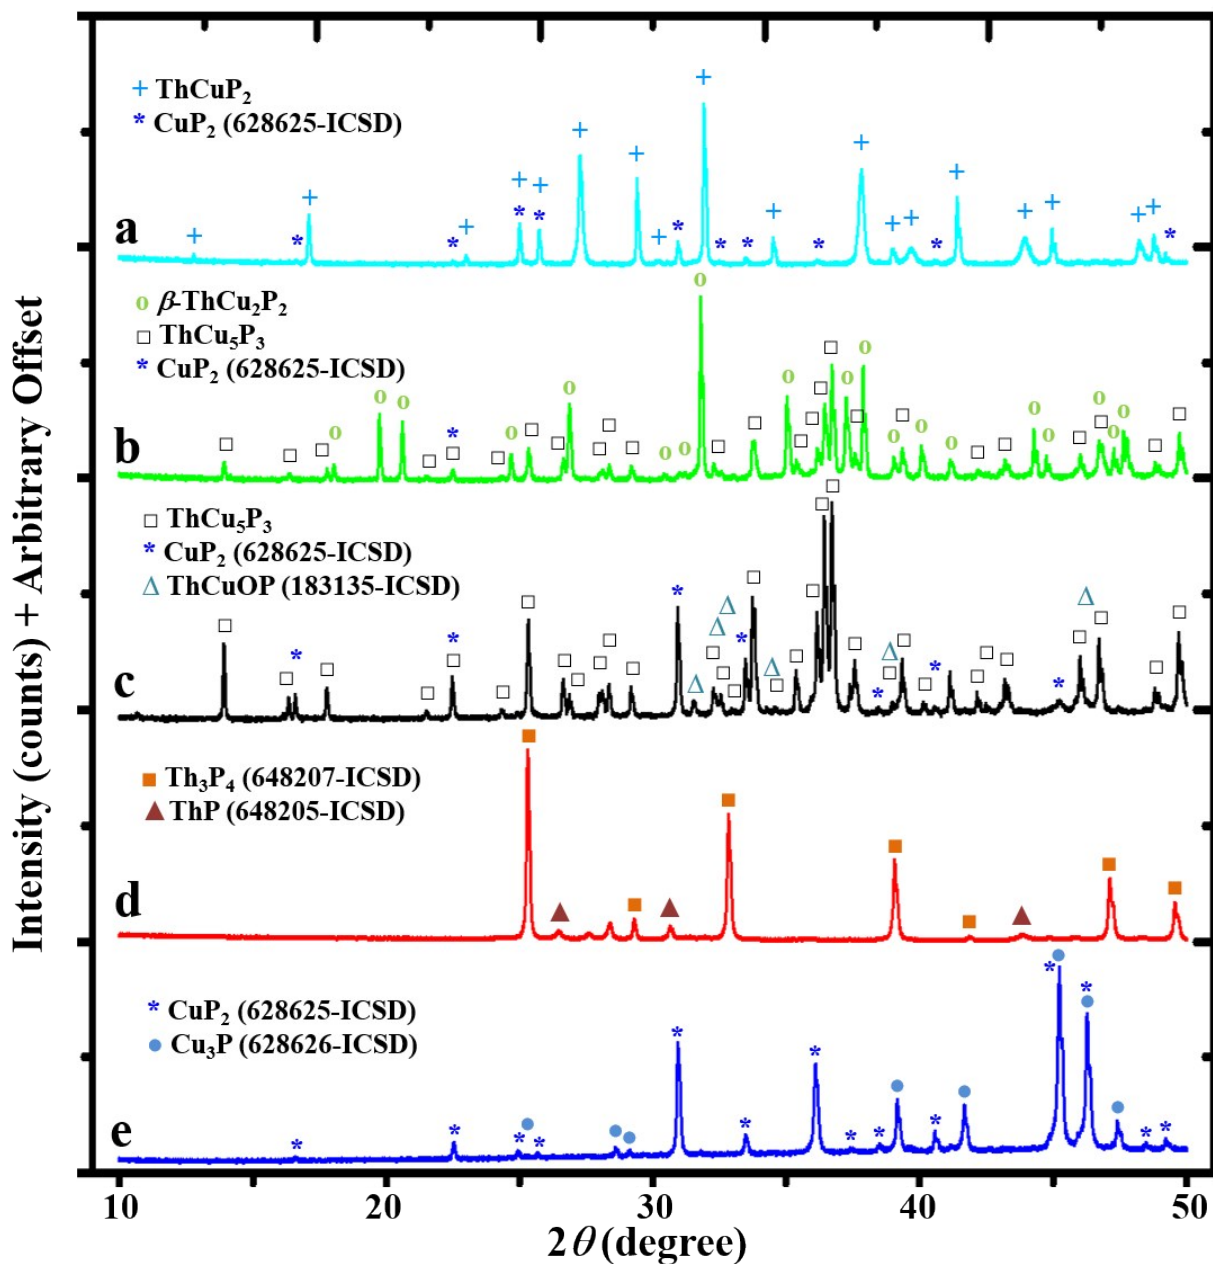 + ThCuP₂
* CuP₂ (628625-ICSD)
a
o β-ThCu₂P₂
□ ThCu₅P₃
* CuP₂ (628625-ICSD)
b
□ ThCu₅P₃
* CuP₂ (628625-ICSD)
Δ ThCuOP (183135-ICSD)
c
■ Th₃P₄ (648207-ICSD)
▲ ThP (648205-ICSD)
d
* CuP₂ (628625-ICSD)
● Cu₃P (628626-ICSD)
e
Intensity (counts) + Arbitrary Offset
10 20 30 40 50
2θ (degree)